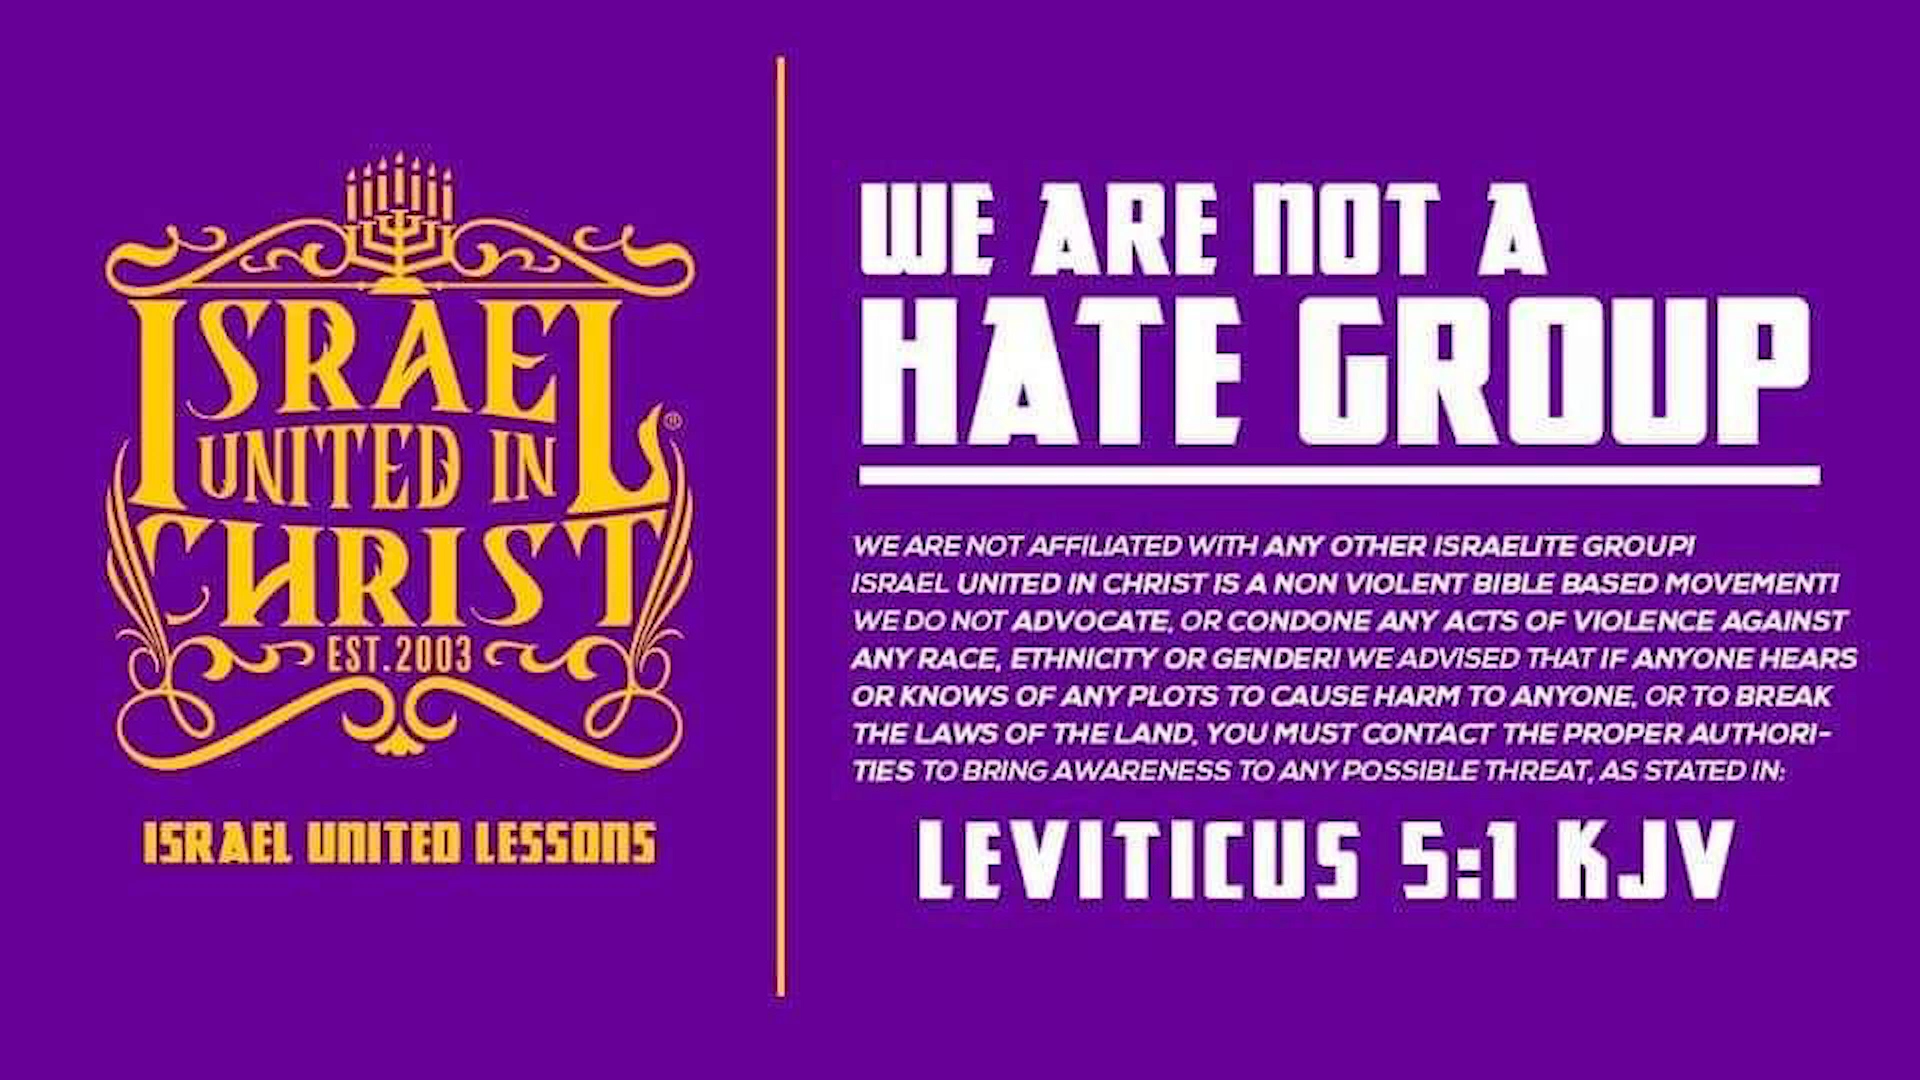 ISRAEL
UNITED IN
CHRIST
®
EST. 2003
ISRAEL UNITED LESSONS
WE ARE NOT A
HATE GROUP
WE ARE NOT AFFILIATED WITH ANY OTHER ISRAELITE GROUP!
ISRAEL UNITED IN CHRIST IS A NON VIOLENT BIBLE BASED MOVEMENT!
WE DO NOT ADVOCATE, OR CONDONE ANY ACTS OF VIOLENCE AGAINST
ANY RACE, ETHNICITY OR GENDER! WE ADVISED THAT IF ANYONE HEARS
OR KNOWS OF ANY PLOTS TO CAUSE HARM TO ANYONE, OR TO BREAK
THE LAWS OF THE LAND, YOU MUST CONTACT THE PROPER AUTHORI-
TIES TO BRING AWARENESS TO ANY POSSIBLE THREAT, AS STATED IN:
LEVITICUS 5:1 KJV